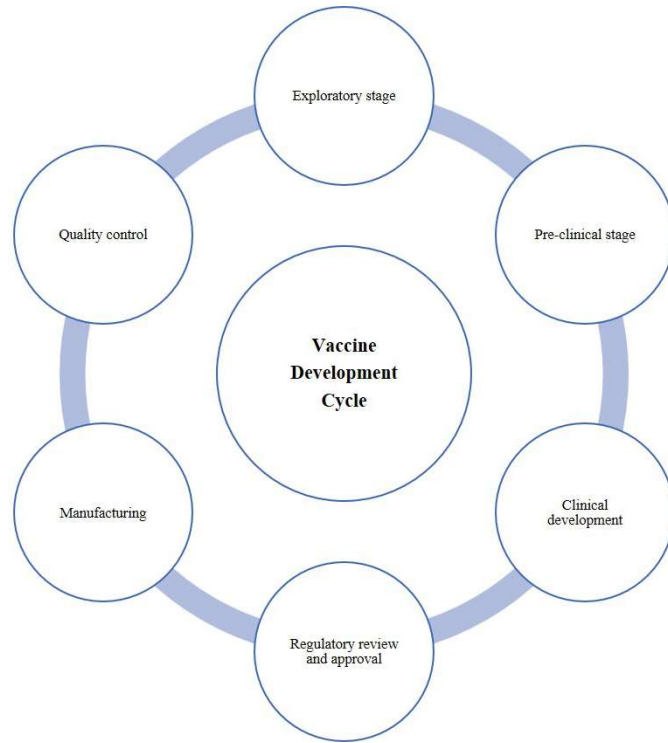 Exploratory stage
Pre-clinical stage
Clinical
development
Regulatory review
and approval
Manufacturing
Quality control
Vaccine
Development
Cycle